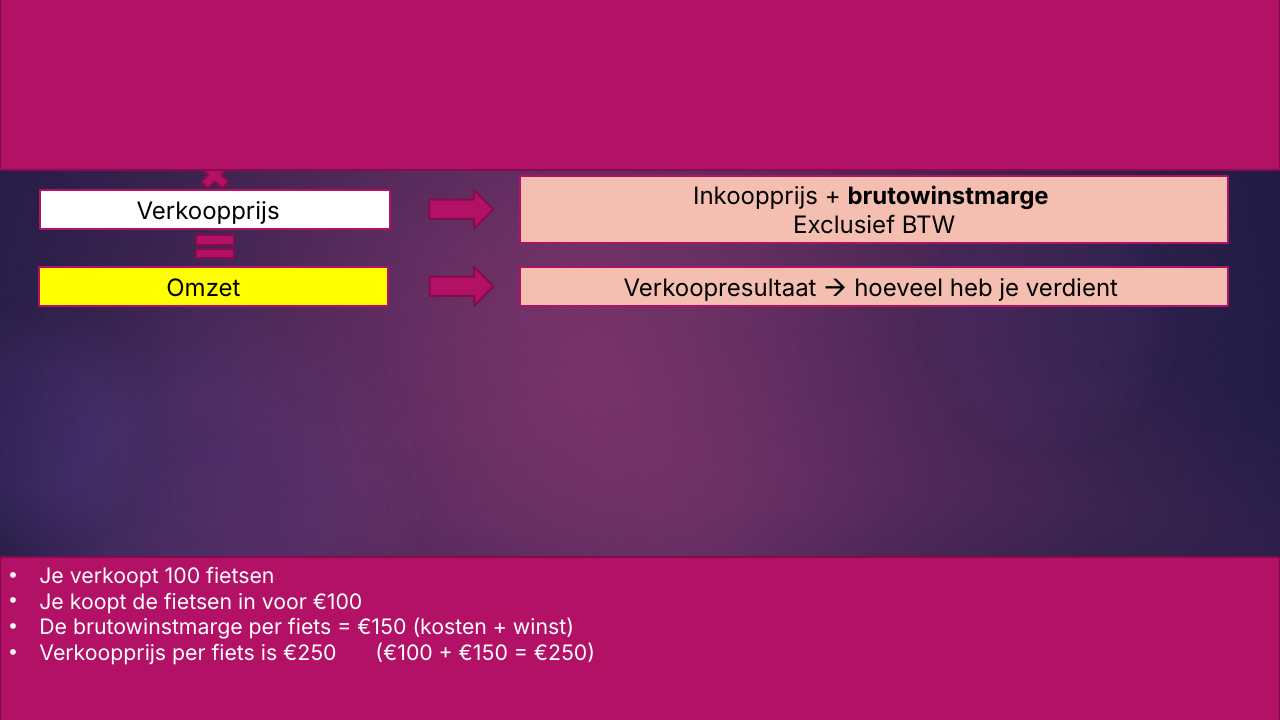 Verkoopprijs
Inkoopprijs + brutowinstmarge
Exclusief BTW
Omzet
Verkoopresultaat → hoeveel heb je verdient
• Je verkoopt 100 fietsen
• Je koopt de fietsen in voor €100
• De brutowinstmarge per fiets = €150 (kosten + winst)
• Verkoopprijs per fiets is €250 (€100 + €150 = €250)